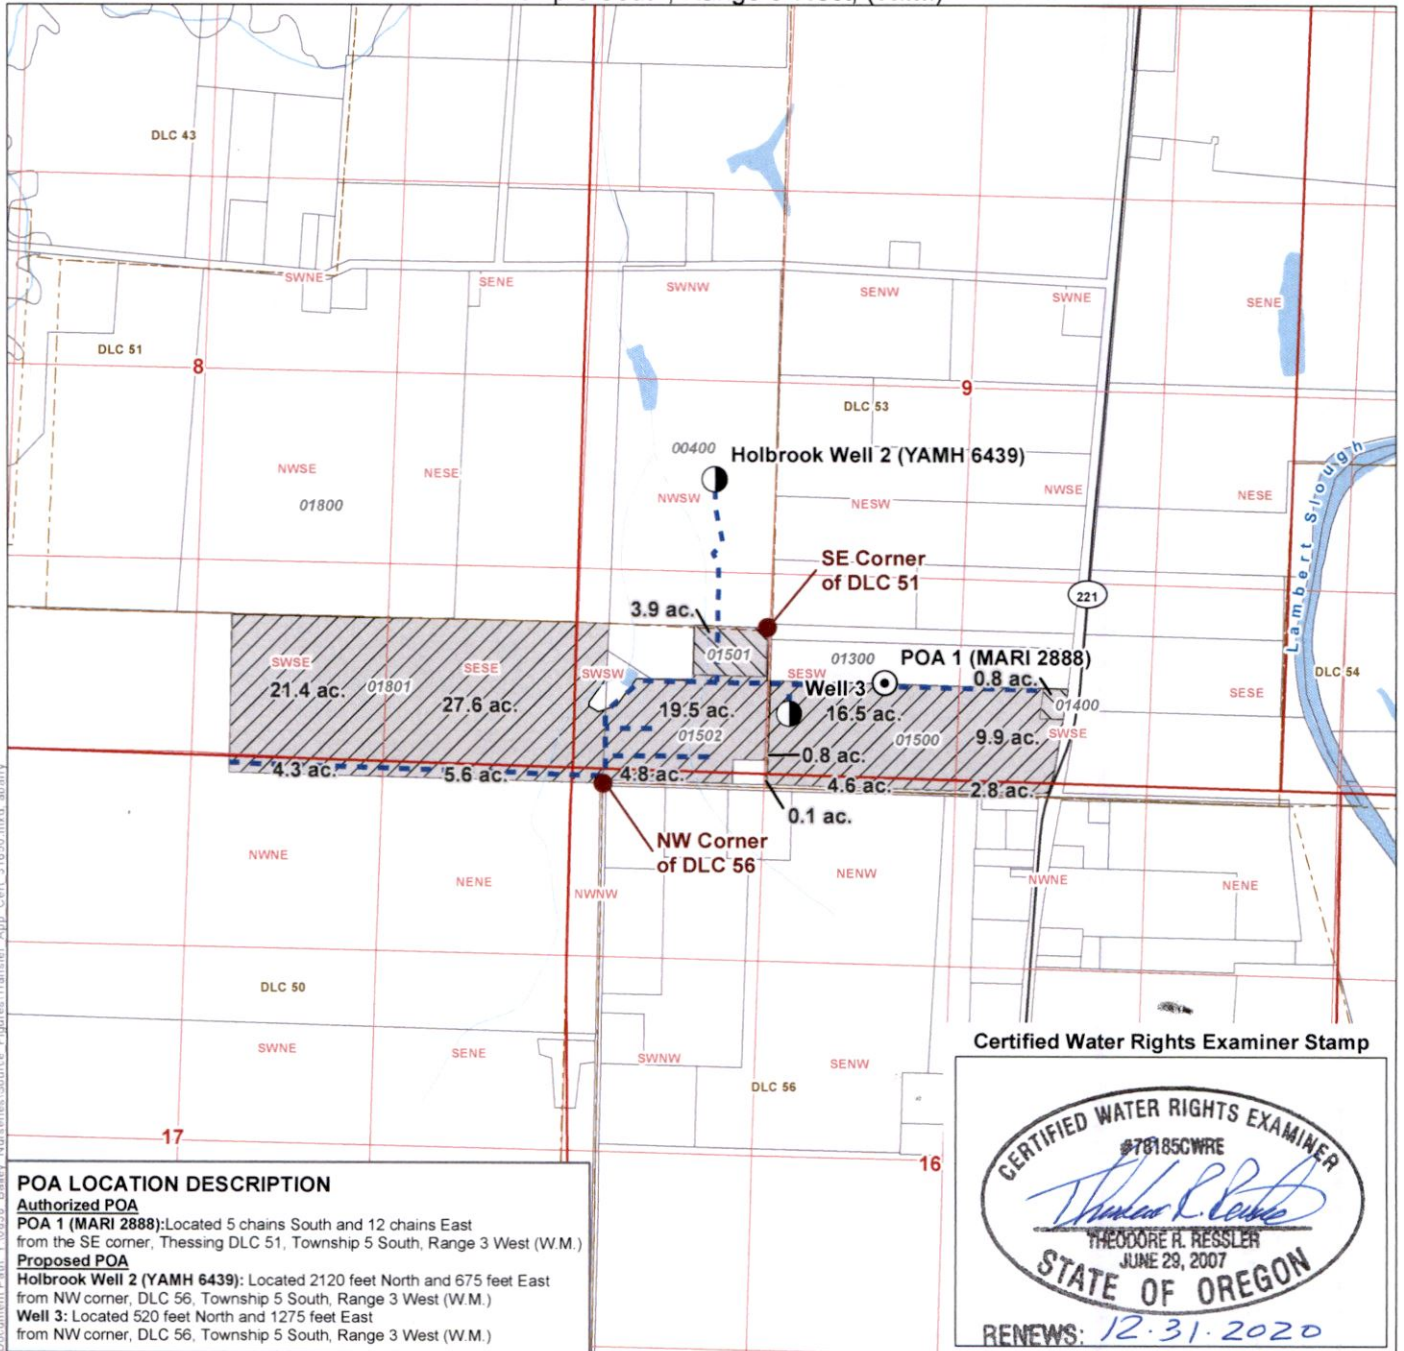 DLC 43
SWNE
SENE
SWNW
SENW
SWNE
SENE
DLC 51
8
9
DLC 53
00400
Holbrook Well 2 (YAMH 6439)
NWSE
NESE
NWSW
NESW
NWSE
NESE
01800
Lambert Slough
SE Corner
of DLC 51
221
3.9 ac.
01501
SWSE
SESE
SWSW
SESW
01300
POA 1 (MARI 2888)
0.8 ac.
DLC 54
SESE
21.4 ac.
01801
27.6 ac.
19.5 ac.
Well 3
16.5 ac.
01400
01502
01500
9.9 ac.
SWSE
0.8 ac.
4.3 ac.
5.6 ac.
4.8 ac.
4.6 ac.
2.8 ac.
0.1 ac.
NW Corner
of DLC 56
NWNE
NENE
NWNW
NENW
NWNE
NENE
DLC 50
SWNE
SENE
SWNW
SENW
DLC 56
17
16
Certified Water Rights Examiner Stamp
CERTIFIED WATER RIGHTS EXAMINER
#78185CWRE
THEODORE R. RESSLER
JUNE 29, 2007
STATE OF OREGON
RENEWS: 12.31.2020
POA LOCATION DESCRIPTION
Authorized POA
POA 1 (MARI 2888):Located 5 chains South and 12 chains East
from the SE corner, Thessing DLC 51, Township 5 South, Range 3 West (W.M.)
Proposed POA
Holbrook Well 2 (YAMH 6439): Located 2120 feet North and 675 feet East
from NW corner, DLC 56, Township 5 South, Range 3 West (W.M.)
Well 3: Located 520 feet North and 1275 feet East
from NW corner, DLC 56, Township 5 South, Range 3 West (W.M.)